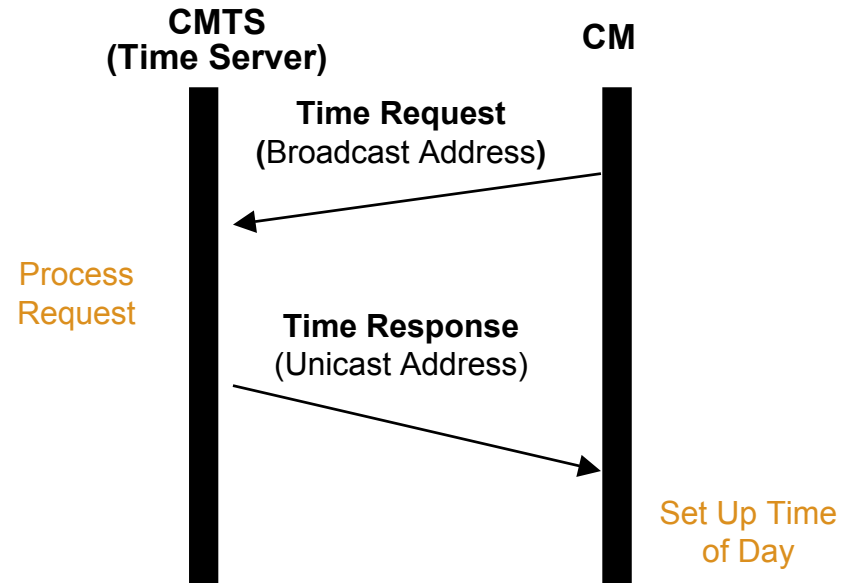 CMTS
(Time Server)
CM
Time Request
(Broadcast Address)
Process
Request
Time Response
(Unicast Address)
Set Up Time
of Day